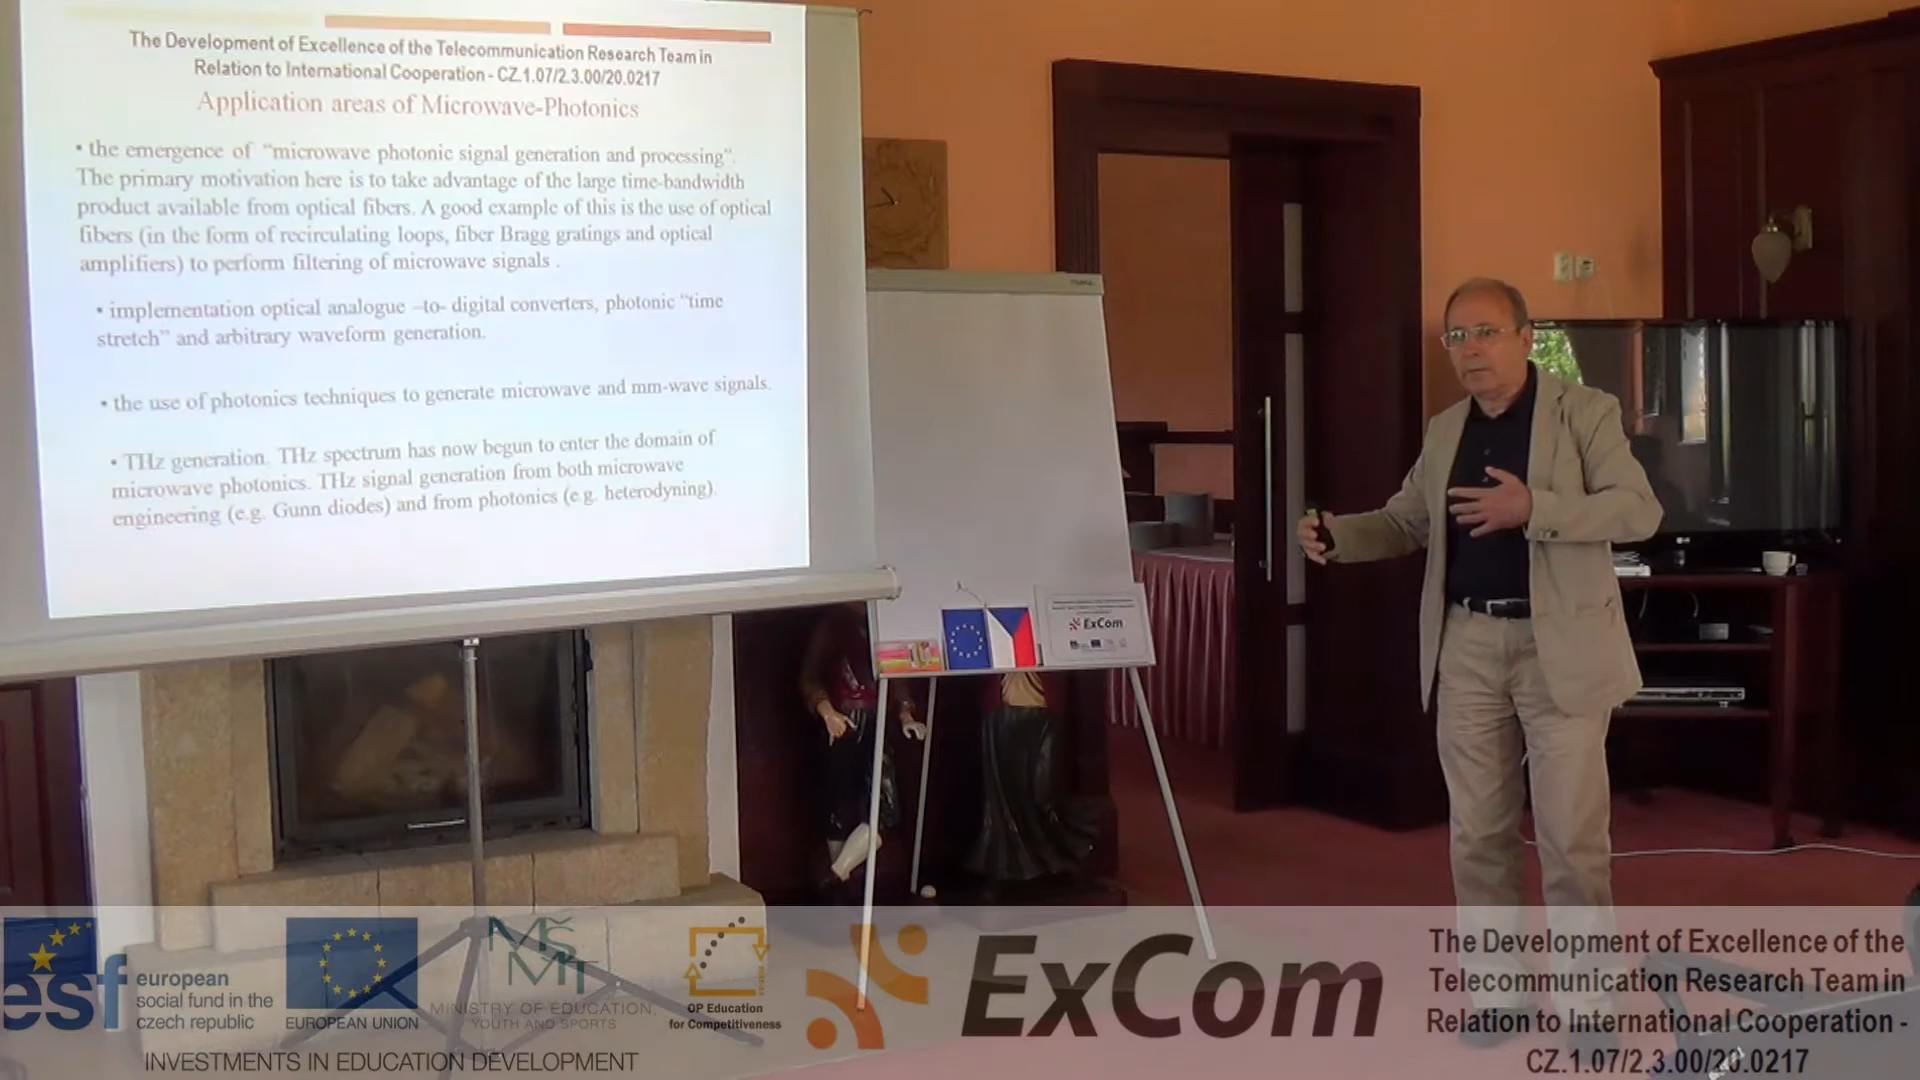 The Development of Excellence of the Telecommunication Research Team in
Relation to International Cooperation - CZ.1.07/2.3.00/20.0217
Application areas of Microwave-Photonics
• the emergence of “microwave photonic signal generation and processing“.
The primary motivation here is to take advantage of the large time-bandwidth
product available from optical fibers. A good example of this is the use of optical
fibers (in the form of recirculating loops, fiber Bragg gratings and optical
amplifiers) to perform filtering of microwave signals .
• implementation optical analogue –to- digital converters, photonic “time
stretch” and arbitrary waveform generation.
• the use of photonics techniques to generate microwave and mm-wave signals.
• THz generation. THz spectrum has now begun to enter the domain of
microwave photonics. THz signal generation from both microwave
engineering (e.g. Gunn diodes) and from photonics (e.g. heterodyning).
ExCom
esf
european
social fund in the
czech republic
EUROPEAN UNION
MŠ
MT
MINISTRY OF EDUCATION,
YOUTH AND SPORTS
OP Education
for Competitiveness
INVESTMENTS IN EDUCATION DEVELOPMENT
ExCom
The Development of Excellence of the
Telecommunication Research Team in
Relation to International Cooperation -
CZ.1.07/2.3.00/20.0217